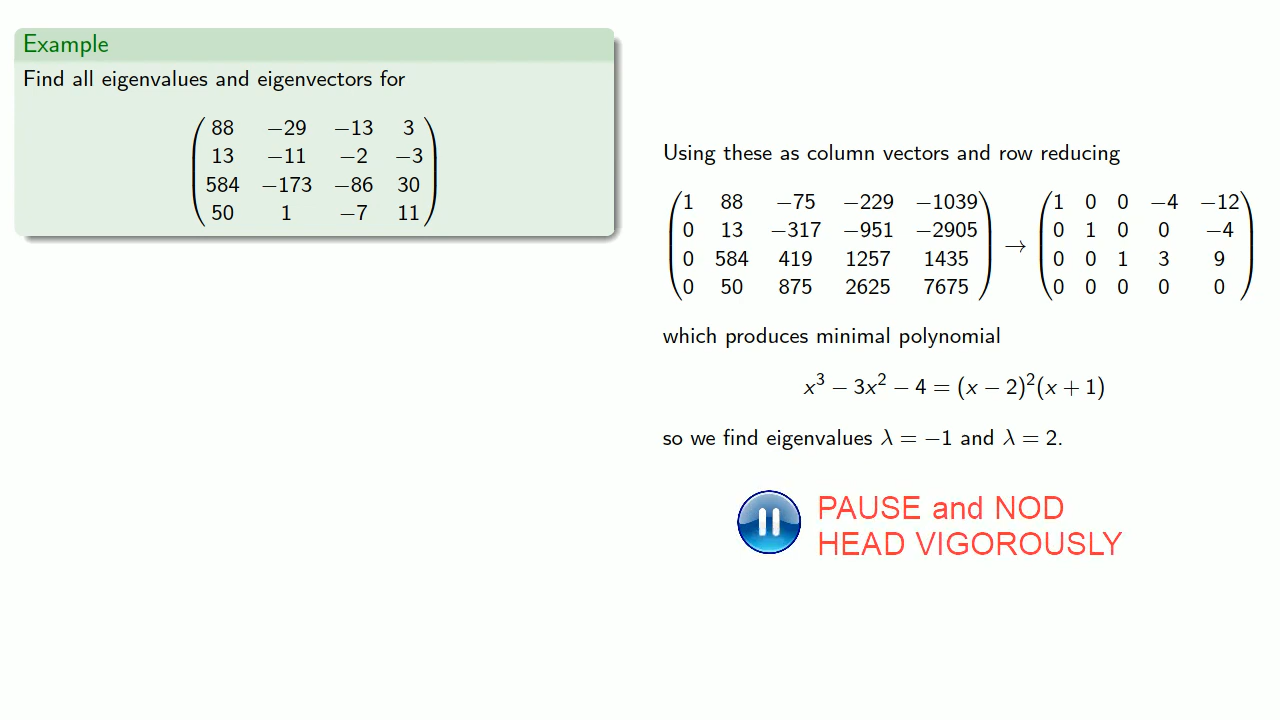 Example
Find all eigenvalues and eigenvectors for
88 −29 −13 3
13 −11 −2 −3
584 −173 −86 30
50 1 −7 11
Using these as column vectors and row reducing
1 88 −75 −229 −1039 → 1 0 0 −4 −12
0 13 −317 −951 −2905 0 1 0 0 −4
0 584 419 1257 1435 0 0 1 3 9
0 50 875 2625 7675 0 0 0 0 0
which produces minimal polynomial
x³ − 3x² − 4 = (x − 2)²(x + 1)
so we find eigenvalues λ = −1 and λ = 2.
PAUSE and NOD
HEAD VIGOROUSLY